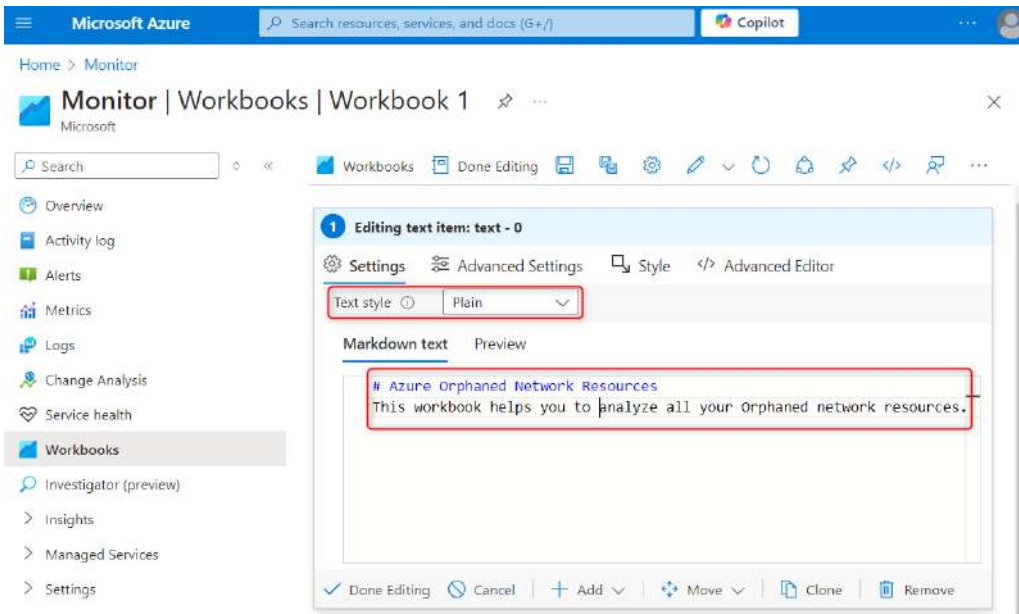 Microsoft Azure
Search resources, services, and docs (G+/)
Copilot
Home > Monitor
Monitor | Workbooks | Workbook 1
Microsoft
Search
Workbooks
Done Editing
Overview
Activity log
Alerts
Metrics
Logs
Change Analysis
Service health
Workbooks
Investigator (preview)
Insights
Managed Services
Settings
1 Editing text item: text - 0
Settings Advanced Settings Style </> Advanced Editor
Text style Plain
Markdown text Preview
# Azure Orphaned Network Resources
This workbook helps you to analyze all your Orphaned network resources.
Done Editing Cancel Add Move Clone Remove